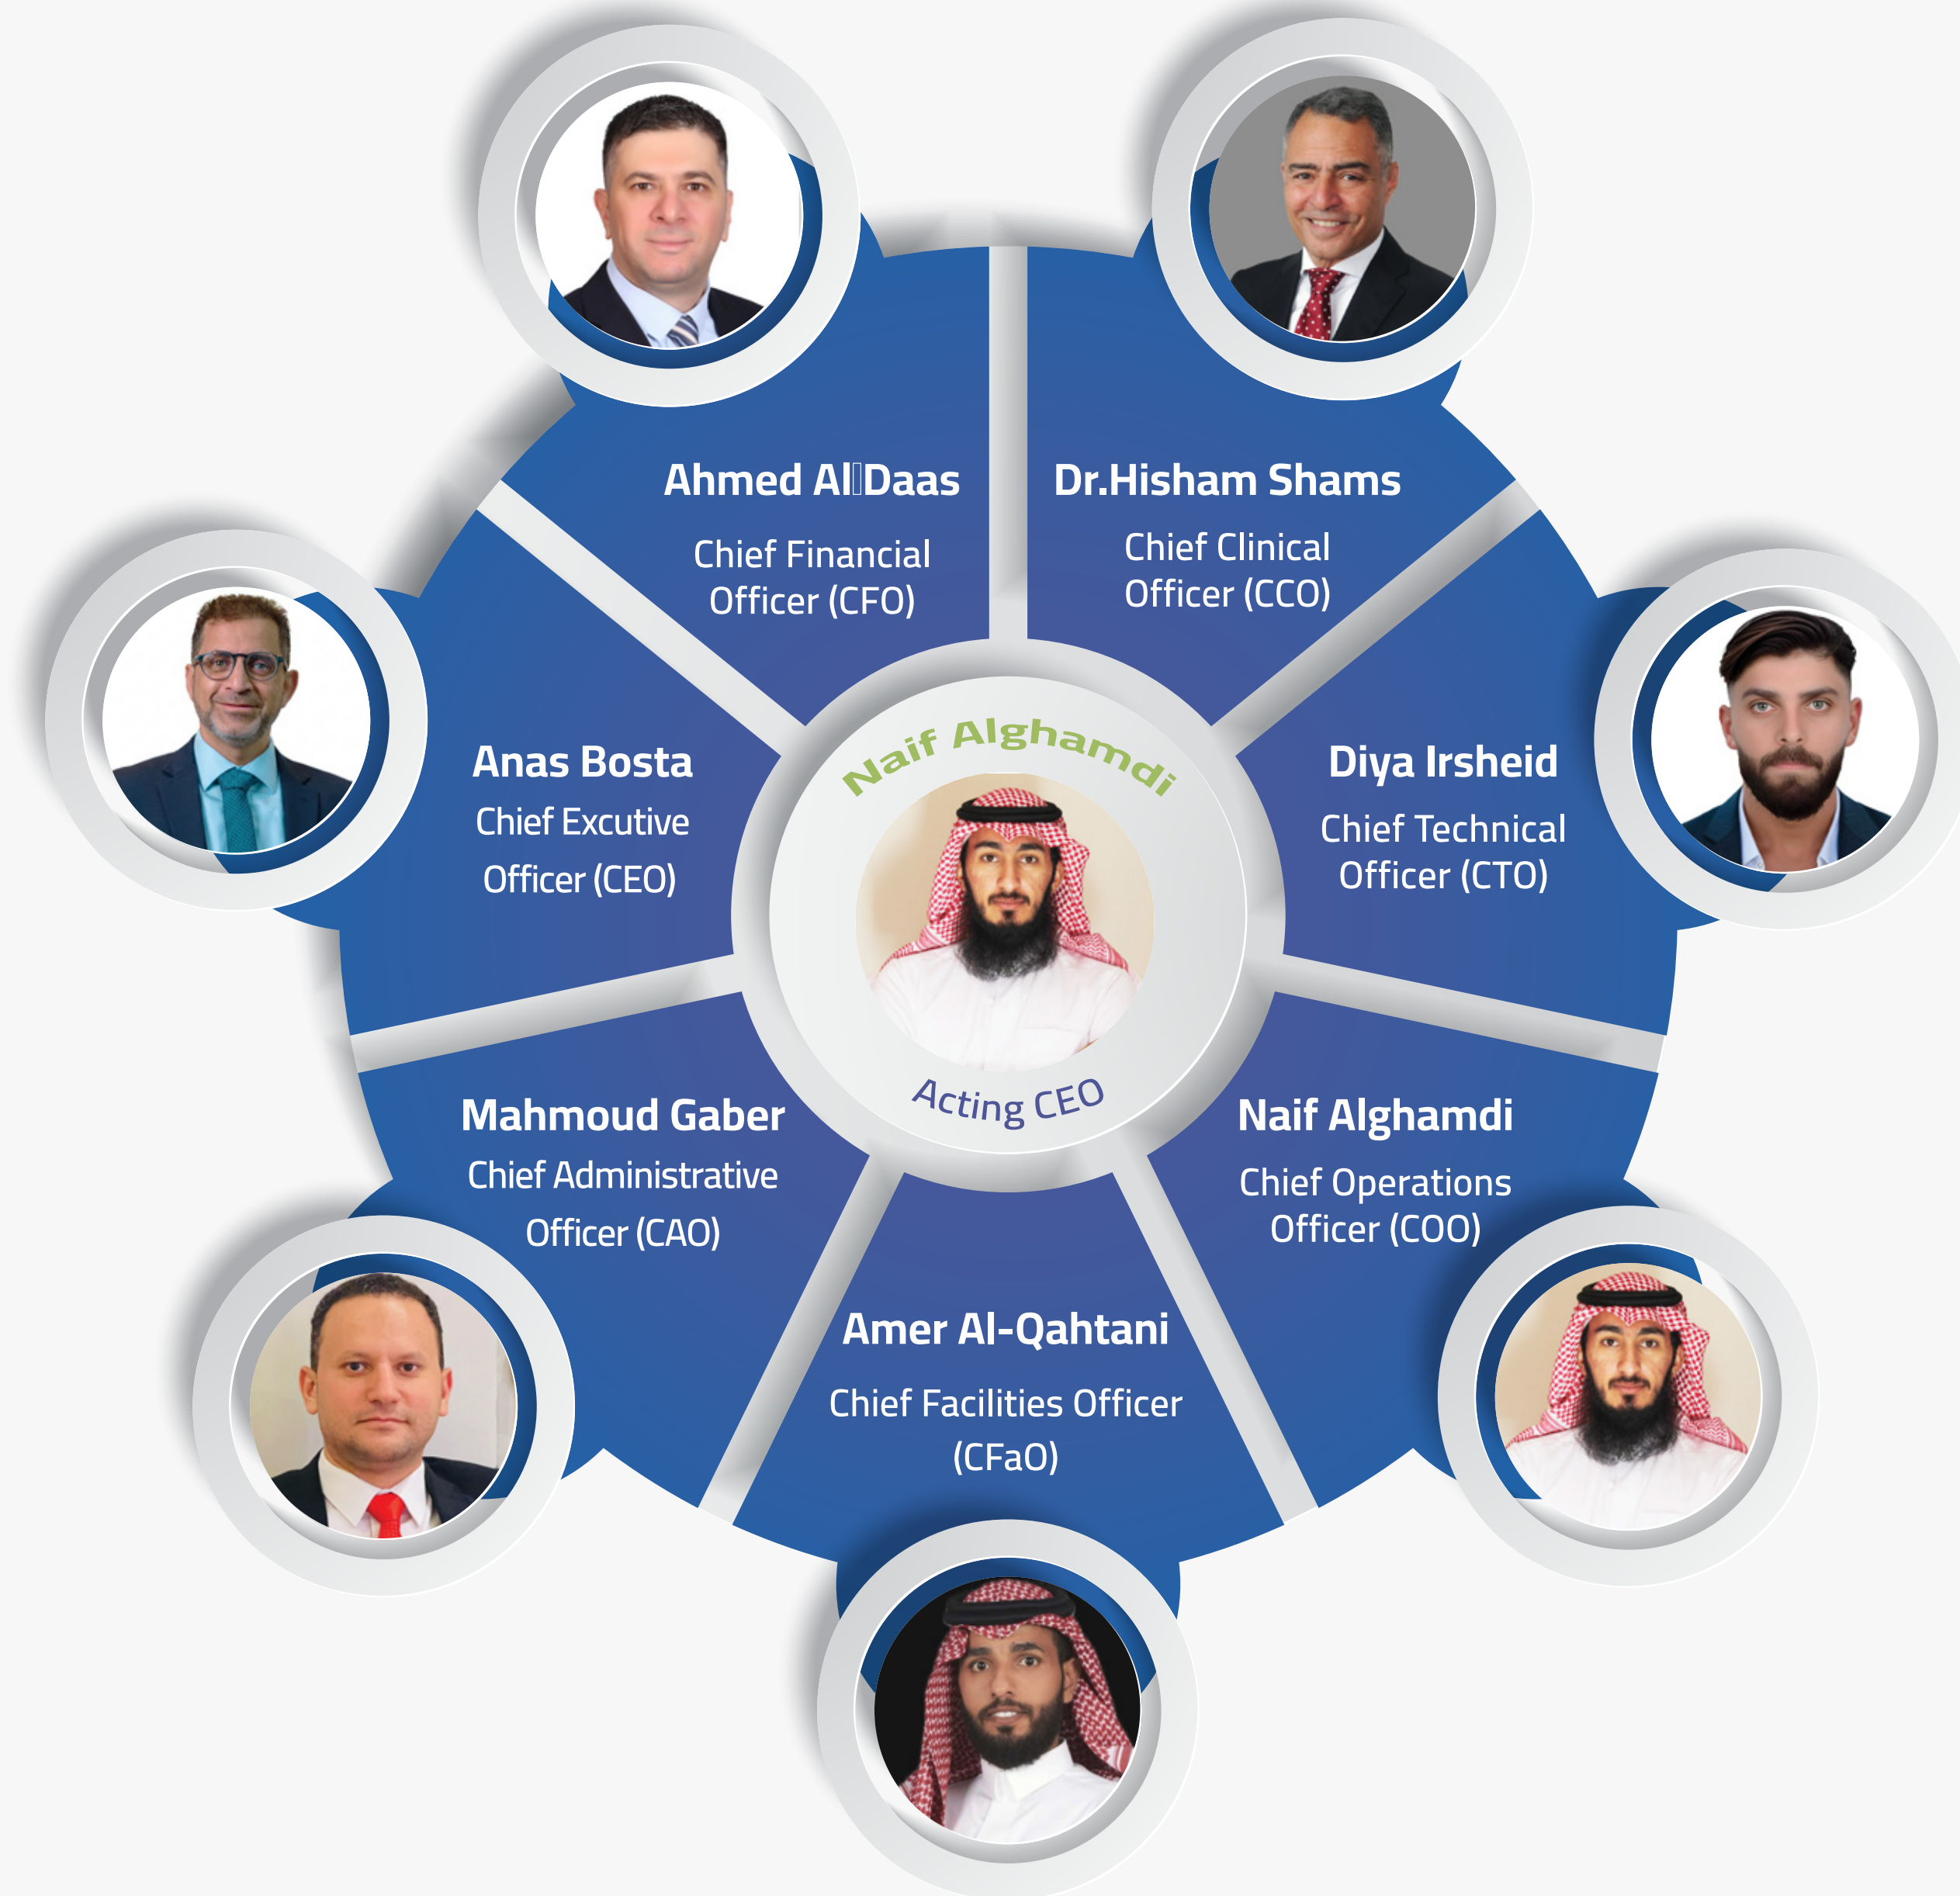 Ahmed Al▯Daas
Chief Financial
Officer (CFO)
Dr.Hisham Shams
Chief Clinical
Officer (CCO)
Anas Bosta
Chief Excutive
Officer (CEO)
Naif Alghamdi
Acting CEO
Diya Irsheid
Chief Technical
Officer (CTO)
Mahmoud Gaber
Chief Administrative
Officer (CAO)
Naif Alghamdi
Chief Operations
Officer (COO)
Amer Al-Qahtani
Chief Facilities Officer
(CFaO)